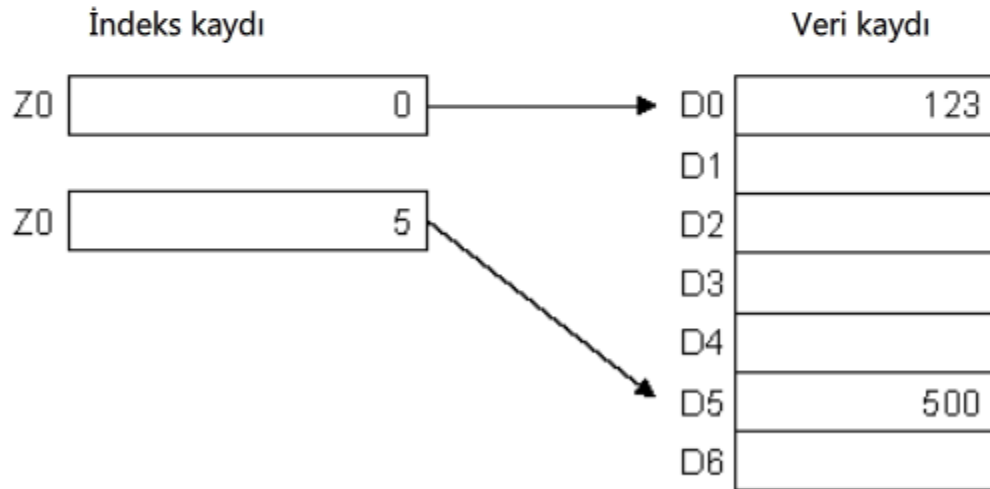 İndeks kaydı Veri kaydı
Z0 0 D0 123
D1
Z0 5 D2
D3
D4
D5 500
D6